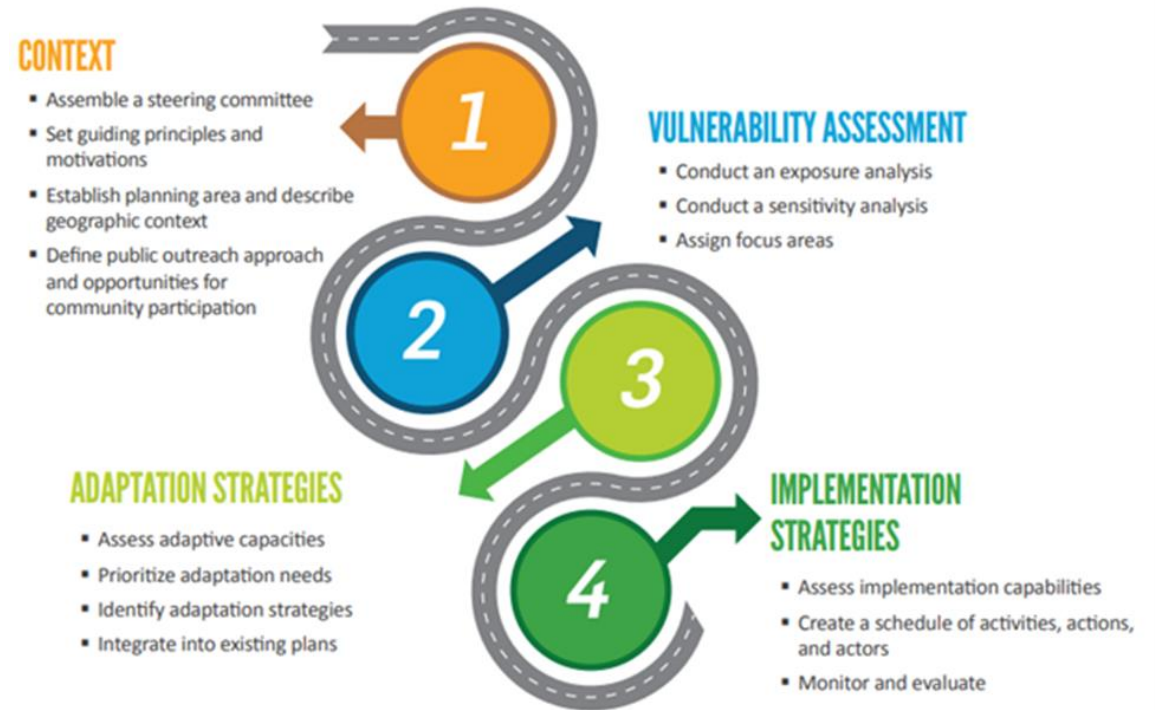 CONTEXT
▪ Assemble a steering committee
▪ Set guiding principles and
motivations
▪ Establish planning area and describe
geographic context
▪ Define public outreach approach
and opportunities for
community participation
1
VULNERABILITY ASSESSMENT
▪ Conduct an exposure analysis
▪ Conduct a sensitivity analysis
▪ Assign focus areas
2
3
ADAPTATION STRATEGIES
▪ Assess adaptive capacities
▪ Prioritize adaptation needs
▪ Identify adaptation strategies
▪ Integrate into existing plans
4
IMPLEMENTATION
STRATEGIES
▪ Assess implementation capabilities
▪ Create a schedule of activities, actions,
and actors
▪ Monitor and evaluate